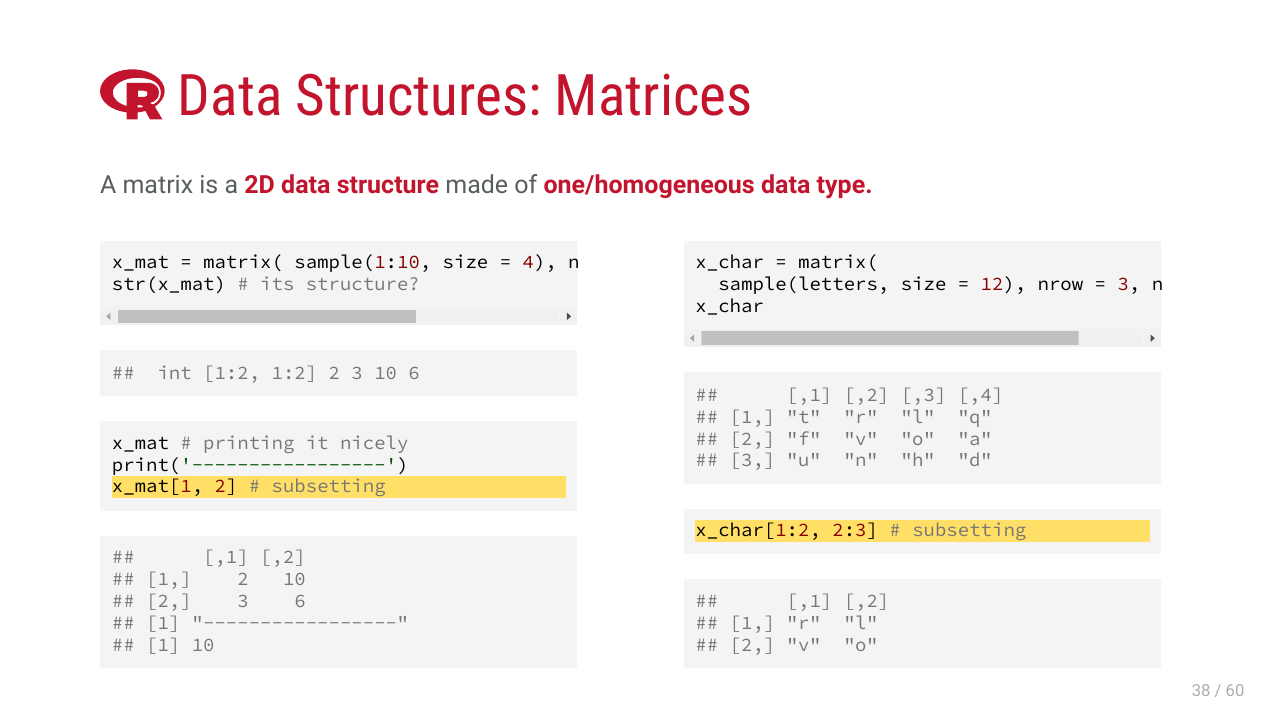 R Data Structures: Matrices
A matrix is a 2D data structure made of one/homogeneous data type.
x_mat = matrix( sample(1:10, size = 4), n
str(x_mat) # its structure?
##  int [1:2, 1:2] 2 3 10 6
x_mat # printing it nicely
print('-----------------')
x_mat[1, 2] # subsetting
##      [,1] [,2]
## [1,]    2   10
## [2,]    3    6
## [1] "-----------------"
## [1] 10
x_char = matrix(
  sample(letters, size = 12), nrow = 3, n
x_char
##      [,1] [,2] [,3] [,4]
## [1,] "t"  "r"  "l"  "q"
## [2,] "f"  "v"  "o"  "a"
## [3,] "u"  "n"  "h"  "d"
x_char[1:2, 2:3] # subsetting
##      [,1] [,2]
## [1,] "r"  "l"
## [2,] "v"  "o"
38 / 60